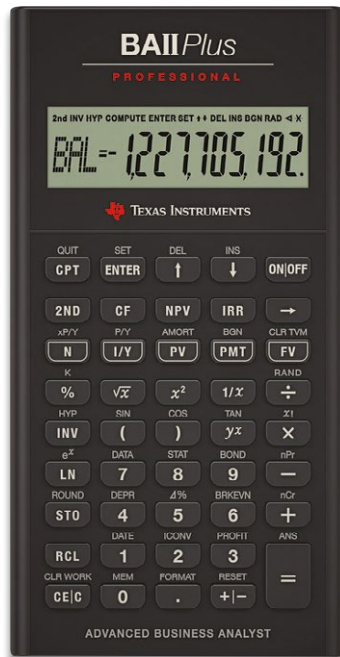 BAII Plus
PROFESSIONAL
2nd INV HYP COMPUTE ENTER SET ↑↓ DEL INS BGN RAD ◁ X
BAL=-1,227,705,192.
TEXAS INSTRUMENTS
QUIT SET DEL INS
CPT ENTER ↑ ↓ ON|OFF
2ND CF NPV IRR →
xP/Y P/Y AMORT BGN CLR TVM
N I/Y PV PMT FV
K RAND
% √x x² 1/x ÷
HYP SIN COS TAN x!
INV ( ) yx ×
eˣ DATA STAT BOND nPr
LN 7 8 9 −
ROUND DEPR Δ% BRKEVN nCr
STO 4 5 6 +
DATE ICONV PROFIT ANS
RCL 1 2 3 =
CLR WORK MEM FORMAT RESET
CE|C 0 . +|−
ADVANCED BUSINESS ANALYST